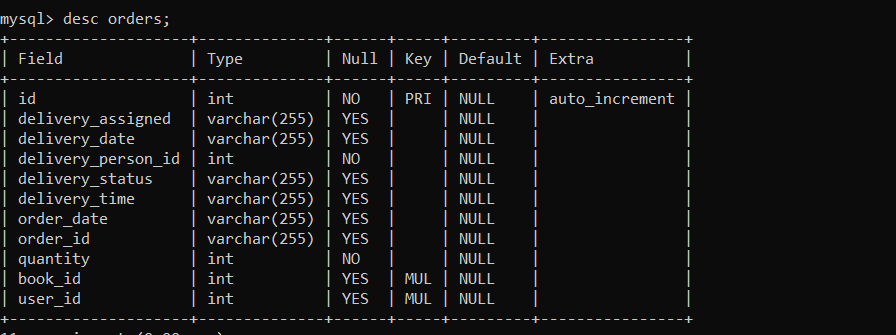 mysql> desc orders;
+--------------------+--------------+------+-----+---------+----------------+
| Field | Type | Null | Key | Default | Extra |
+--------------------+--------------+------+-----+---------+----------------+
| id | int | NO | PRI | NULL | auto_increment |
| delivery_assigned | varchar(255) | YES | | NULL | |
| delivery_date | varchar(255) | YES | | NULL | |
| delivery_person_id | int | NO | | NULL | |
| delivery_status | varchar(255) | YES | | NULL | |
| delivery_time | varchar(255) | YES | | NULL | |
| order_date | varchar(255) | YES | | NULL | |
| order_id | varchar(255) | YES | | NULL | |
| quantity | int | NO | | NULL | |
| book_id | int | YES | MUL | NULL | |
| user_id | int | YES | MUL | NULL | |
+--------------------+--------------+------+-----+---------+----------------+